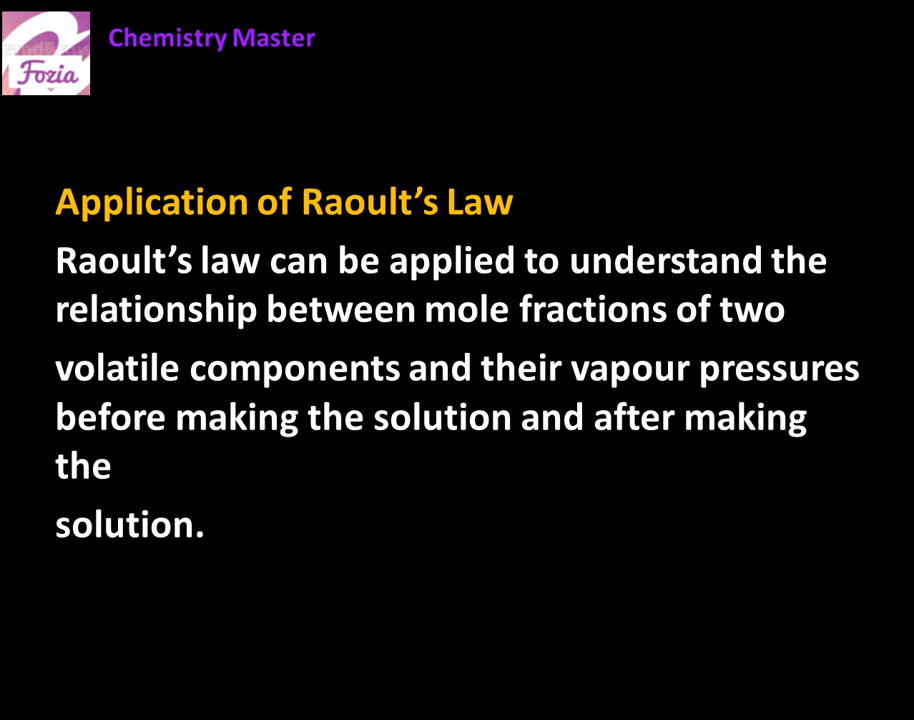 Fozia
Chemistry Master
Application of Raoult’s Law
Raoult’s law can be applied to understand the
relationship between mole fractions of two
volatile components and their vapour pressures
before making the solution and after making
the
solution.